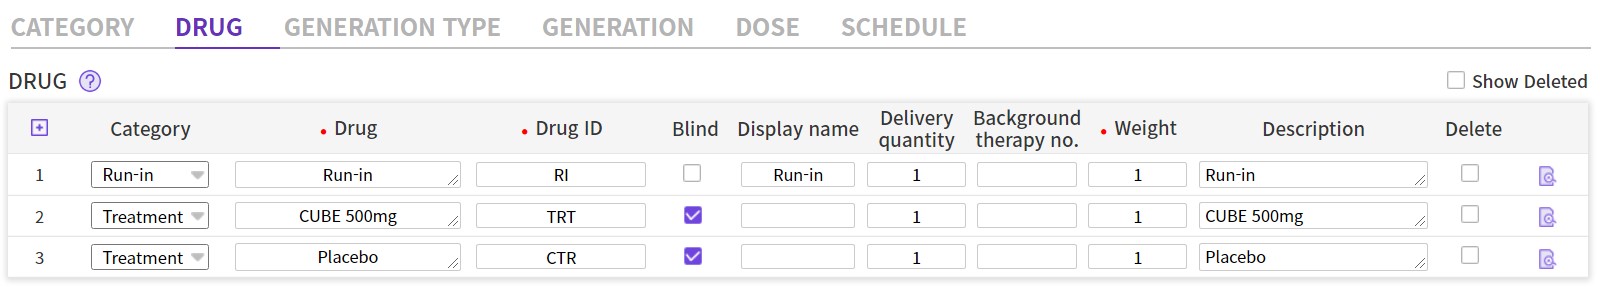 CATEGORY DRUG GENERATION TYPE GENERATION DOSE SCHEDULE
DRUG ? Show Deleted
Category • Drug • Drug ID Blind Display name Delivery quantity Background therapy no. • Weight Description Delete
1 Run-in Run-in RI Run-in 1 1 Run-in
2 Treatment CUBE 500mg TRT 1 1 CUBE 500mg
3 Treatment Placebo CTR 1 1 Placebo